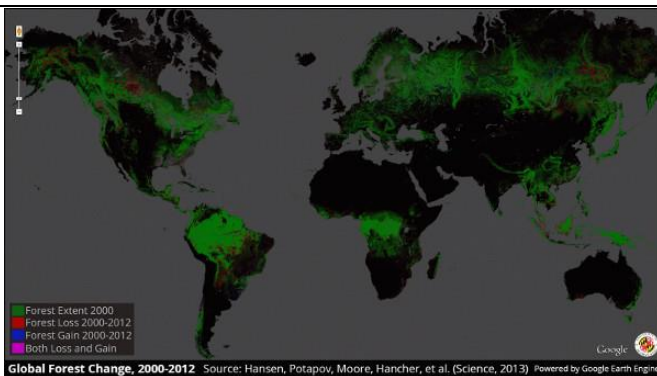 Forest Extent 2000
Forest Loss 2000-2012
Forest Gain 2000-2012
Both Loss and Gain
Google
Global Forest Change, 2000-2012 Source: Hansen, Potapov, Moore, Hancher, et al. (Science, 2013) Powered by Google Earth Engine